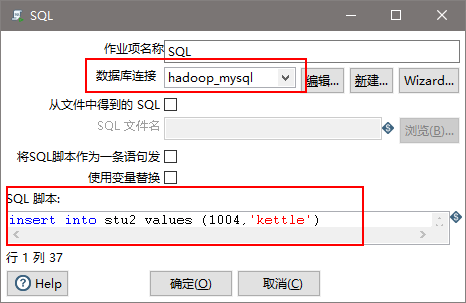 SQL
作业项名称 SQL
数据库连接 hadoop_mysql 编辑... 新建... Wizard...
从文件中得到的 SQL
SQL 文件名 浏览(B)...
将SQL脚本作为一条语句发
使用变量替换
SQL 脚本:
insert into stu2 values (1004,'kettle')
行 1 列 37
Help 确定(O) 取消(C)